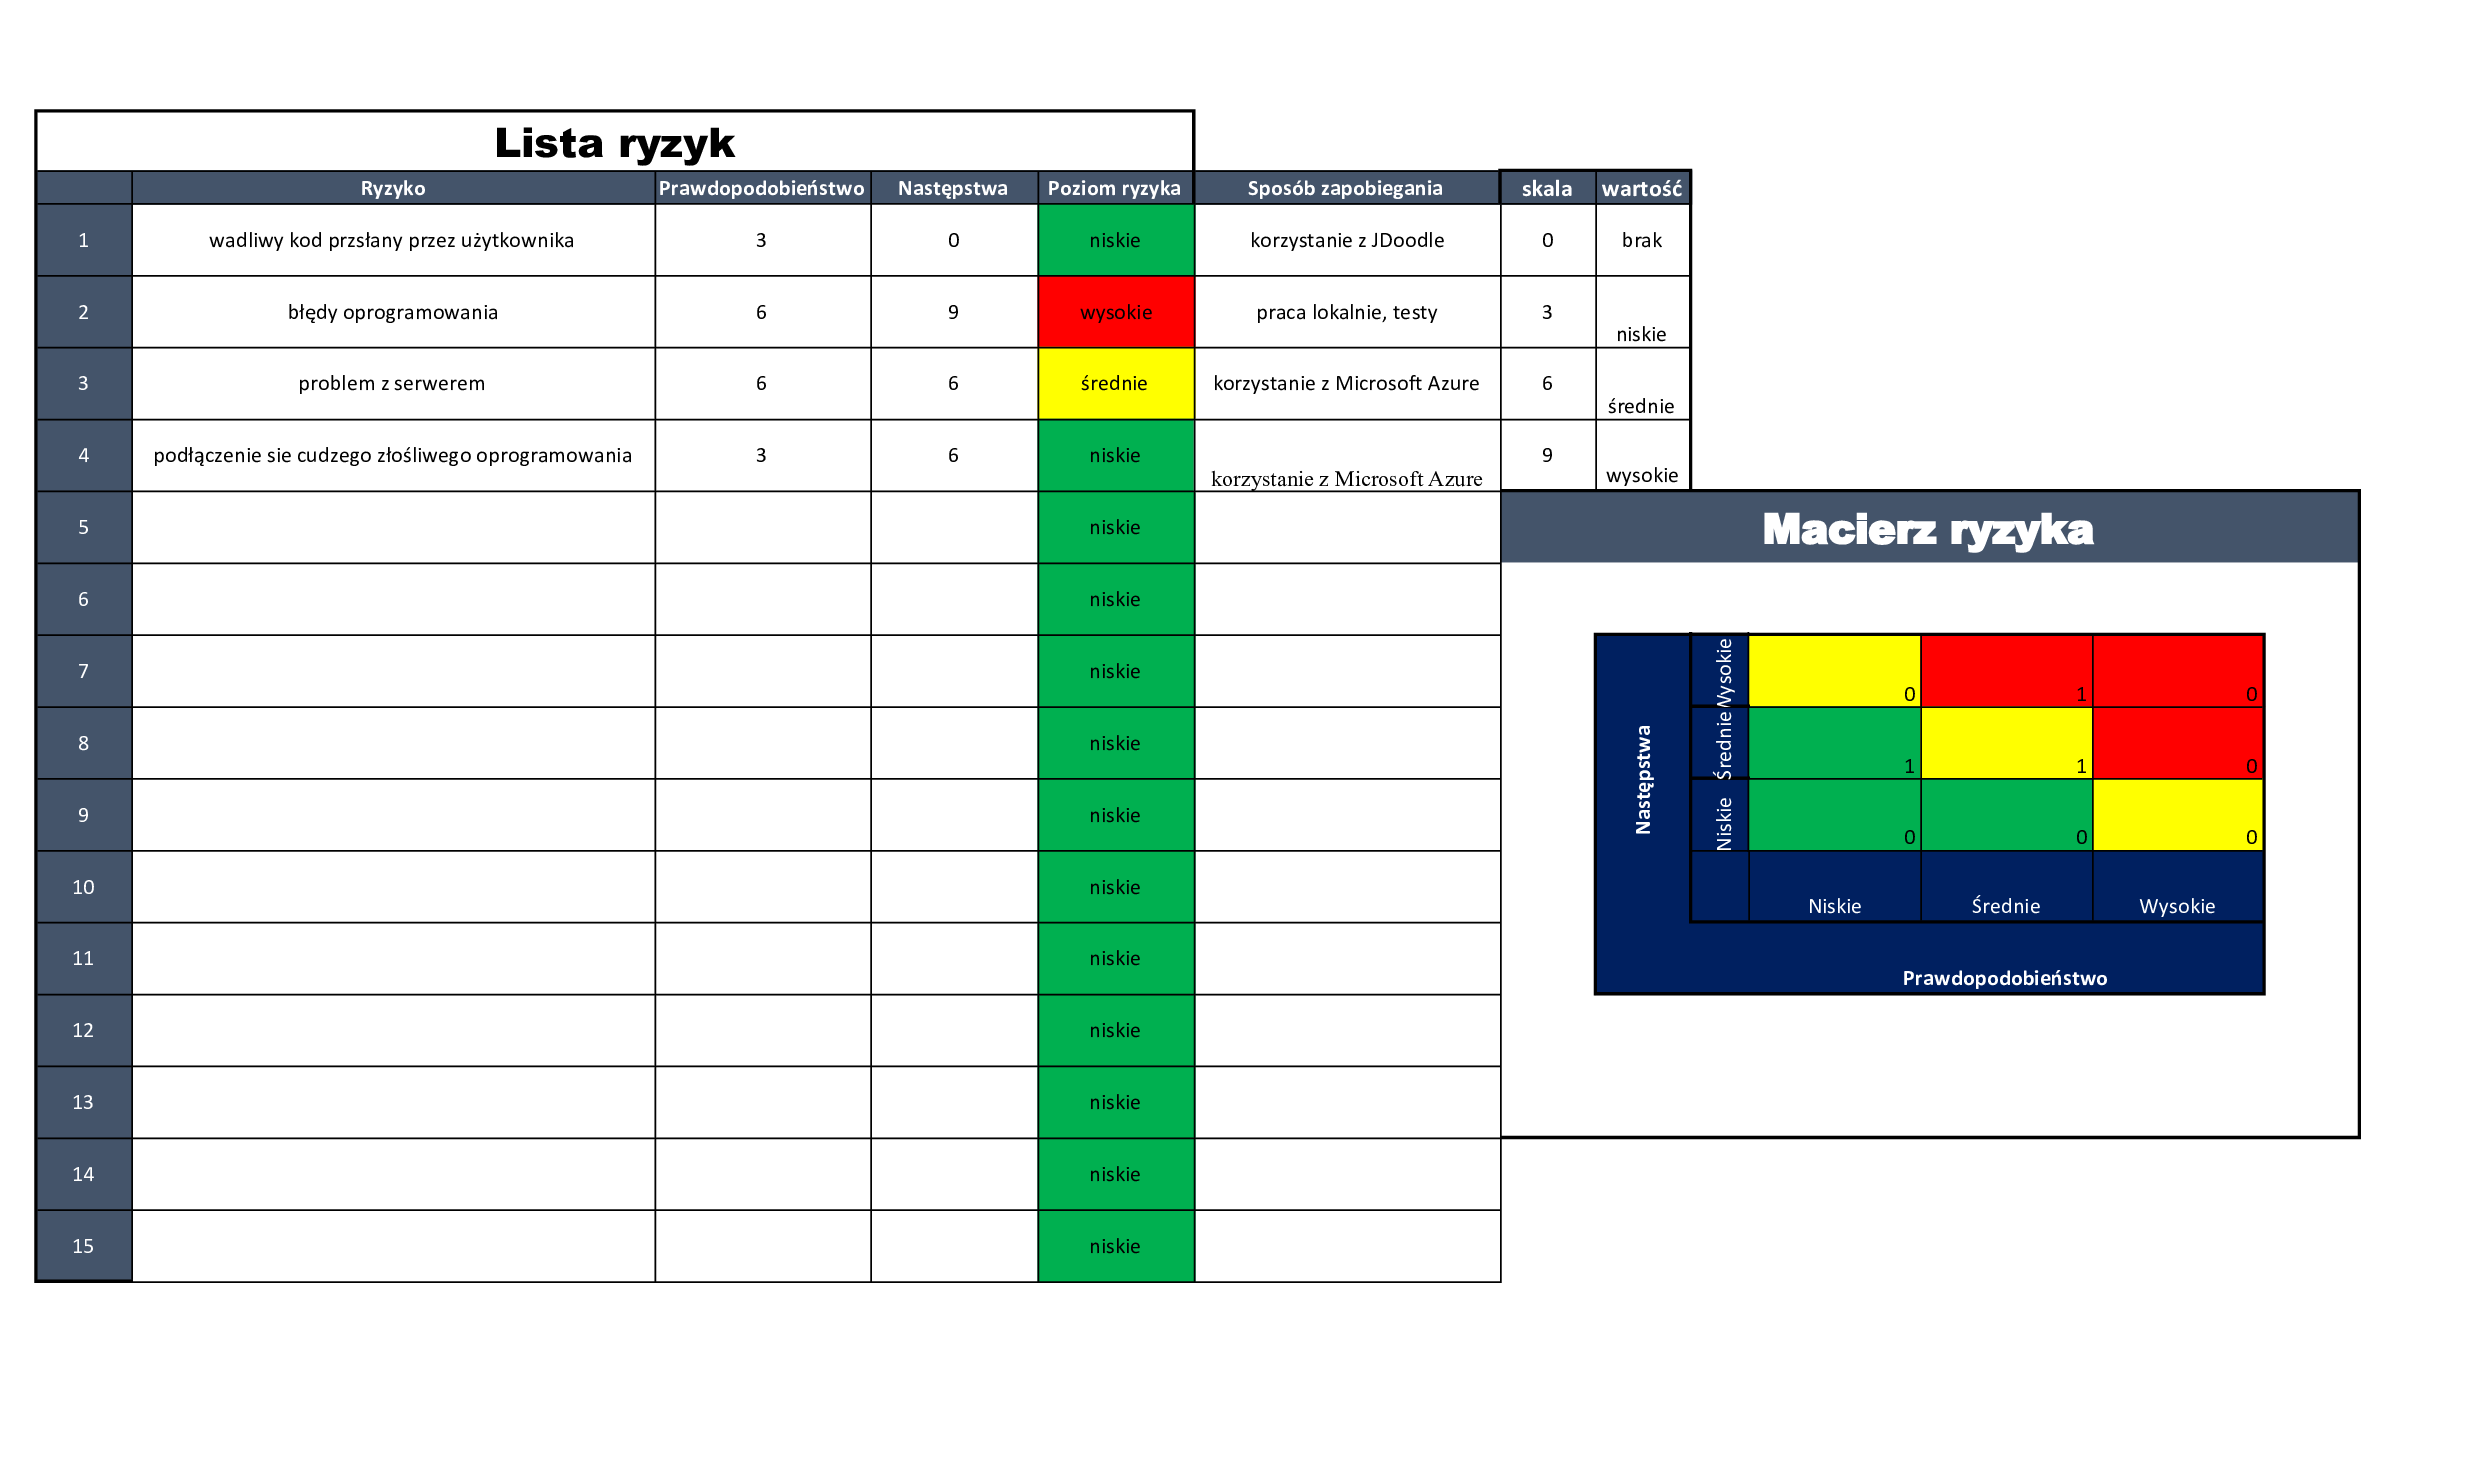 Lista ryzyk
Ryzyko Prawdopodobieństwo Następstwa Poziom ryzyka Sposób zapobiegania skala wartość
1 wadliwy kod przsłany przez użytkownika 3 0 niskie korzystanie z JDoodle 0 brak
2 błędy oprogramowania 6 9 wysokie praca lokalnie, testy 3 niskie
3 problem z serwerem 6 6 średnie korzystanie z Microsoft Azure 6 średnie
4 podłączenie sie cudzego złośliwego oprogramowania 3 6 niskie korzystanie z Microsoft Azure 9 wysokie
5 niskie
6 niskie
7 niskie
8 niskie
9 niskie
10 niskie
11 niskie
12 niskie
13 niskie
14 niskie
15 niskie
Macierz ryzyka
Następstwa
Wysokie 0 1 0
Średnie 1 1 0
Niskie 0 0 0
Niskie Średnie Wysokie
Prawdopodobieństwo